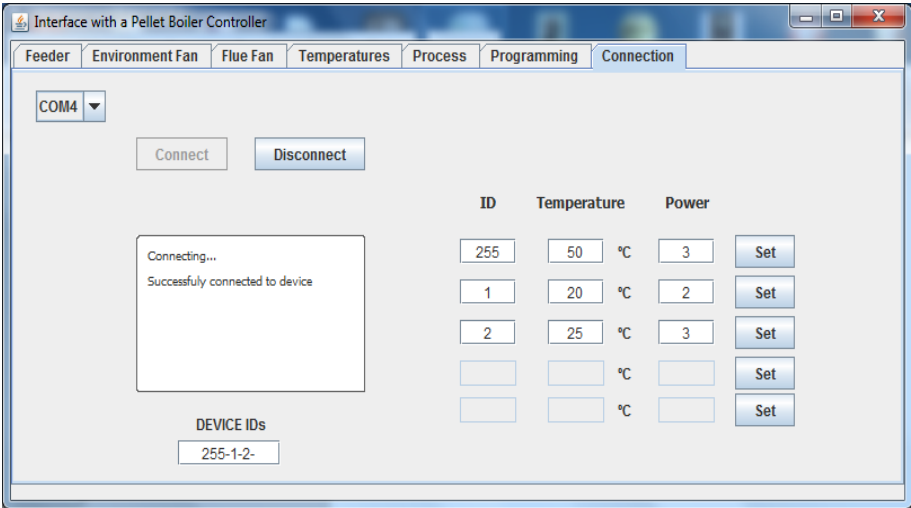 Interface with a Pellet Boiler Controller
Feeder Environment Fan Flue Fan Temperatures Process Programming Connection
COM4
Connect Disconnect
ID Temperature Power
Connecting...
Successfuly connected to device
255 50 ºC 3 Set
1 20 ºC 2 Set
2 25 ºC 3 Set
ºC Set
ºC Set
DEVICE IDs
255-1-2-